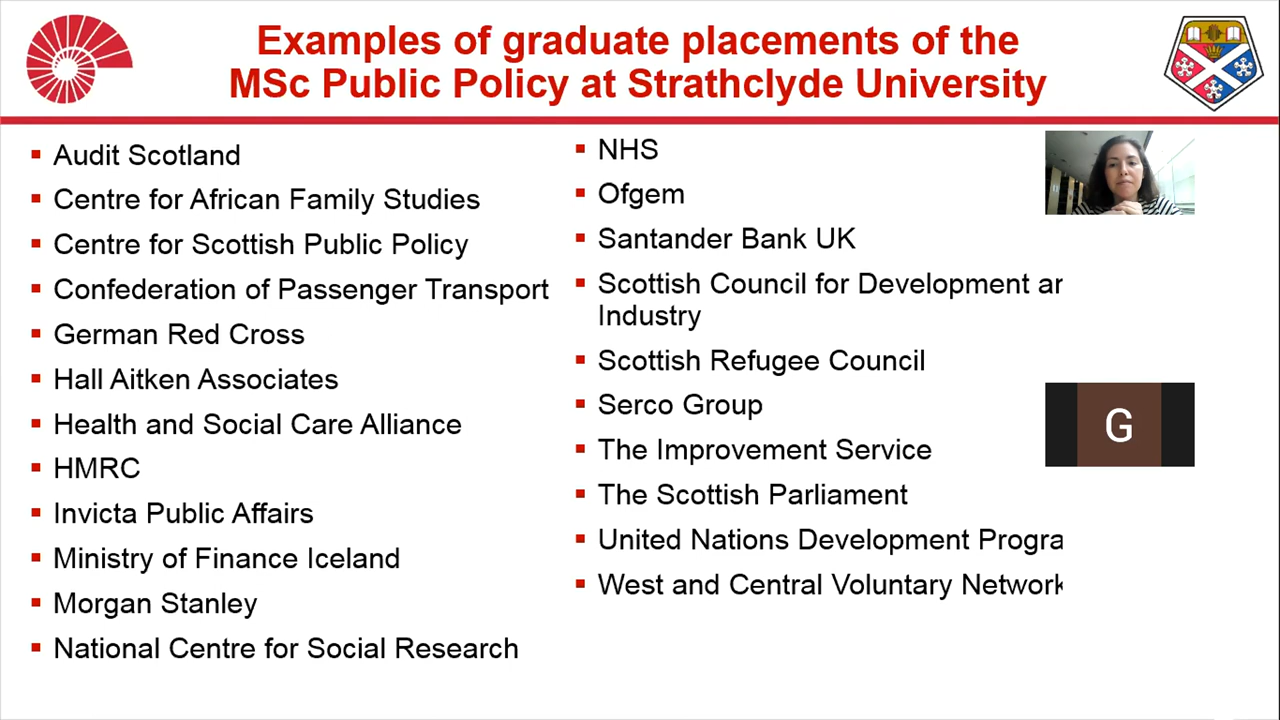 Examples of graduate placements of the
MSc Public Policy at Strathclyde University
Audit Scotland
Centre for African Family Studies
Centre for Scottish Public Policy
Confederation of Passenger Transport
German Red Cross
Hall Aitken Associates
Health and Social Care Alliance
HMRC
Invicta Public Affairs
Ministry of Finance Iceland
Morgan Stanley
National Centre for Social Research
NHS
Ofgem
Santander Bank UK
Scottish Council for Development ar
Industry
Scottish Refugee Council
Serco Group
The Improvement Service
The Scottish Parliament
United Nations Development Progra
West and Central Voluntary Network
G